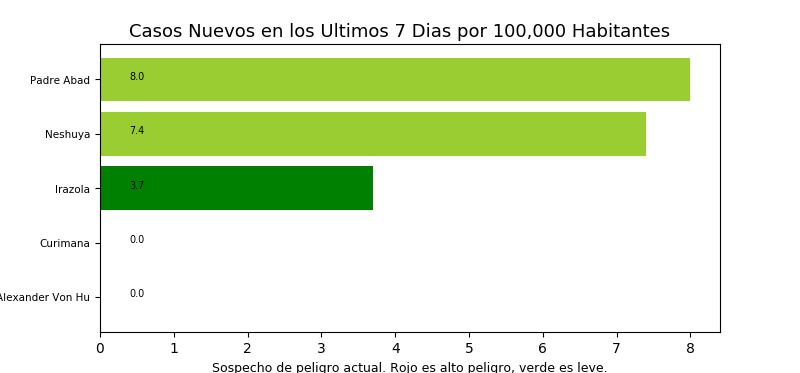 Casos Nuevos en los Ultimos 7 Dias por 100,000 Habitantes
Padre Abad 8.0
Neshuya 7.4
Irazola 3.7
Curimana 0.0
Alexander Von Hu 0.0
0 1 2 3 4 5 6 7 8
Sospecho de peligro actual. Rojo es alto peligro, verde es leve.